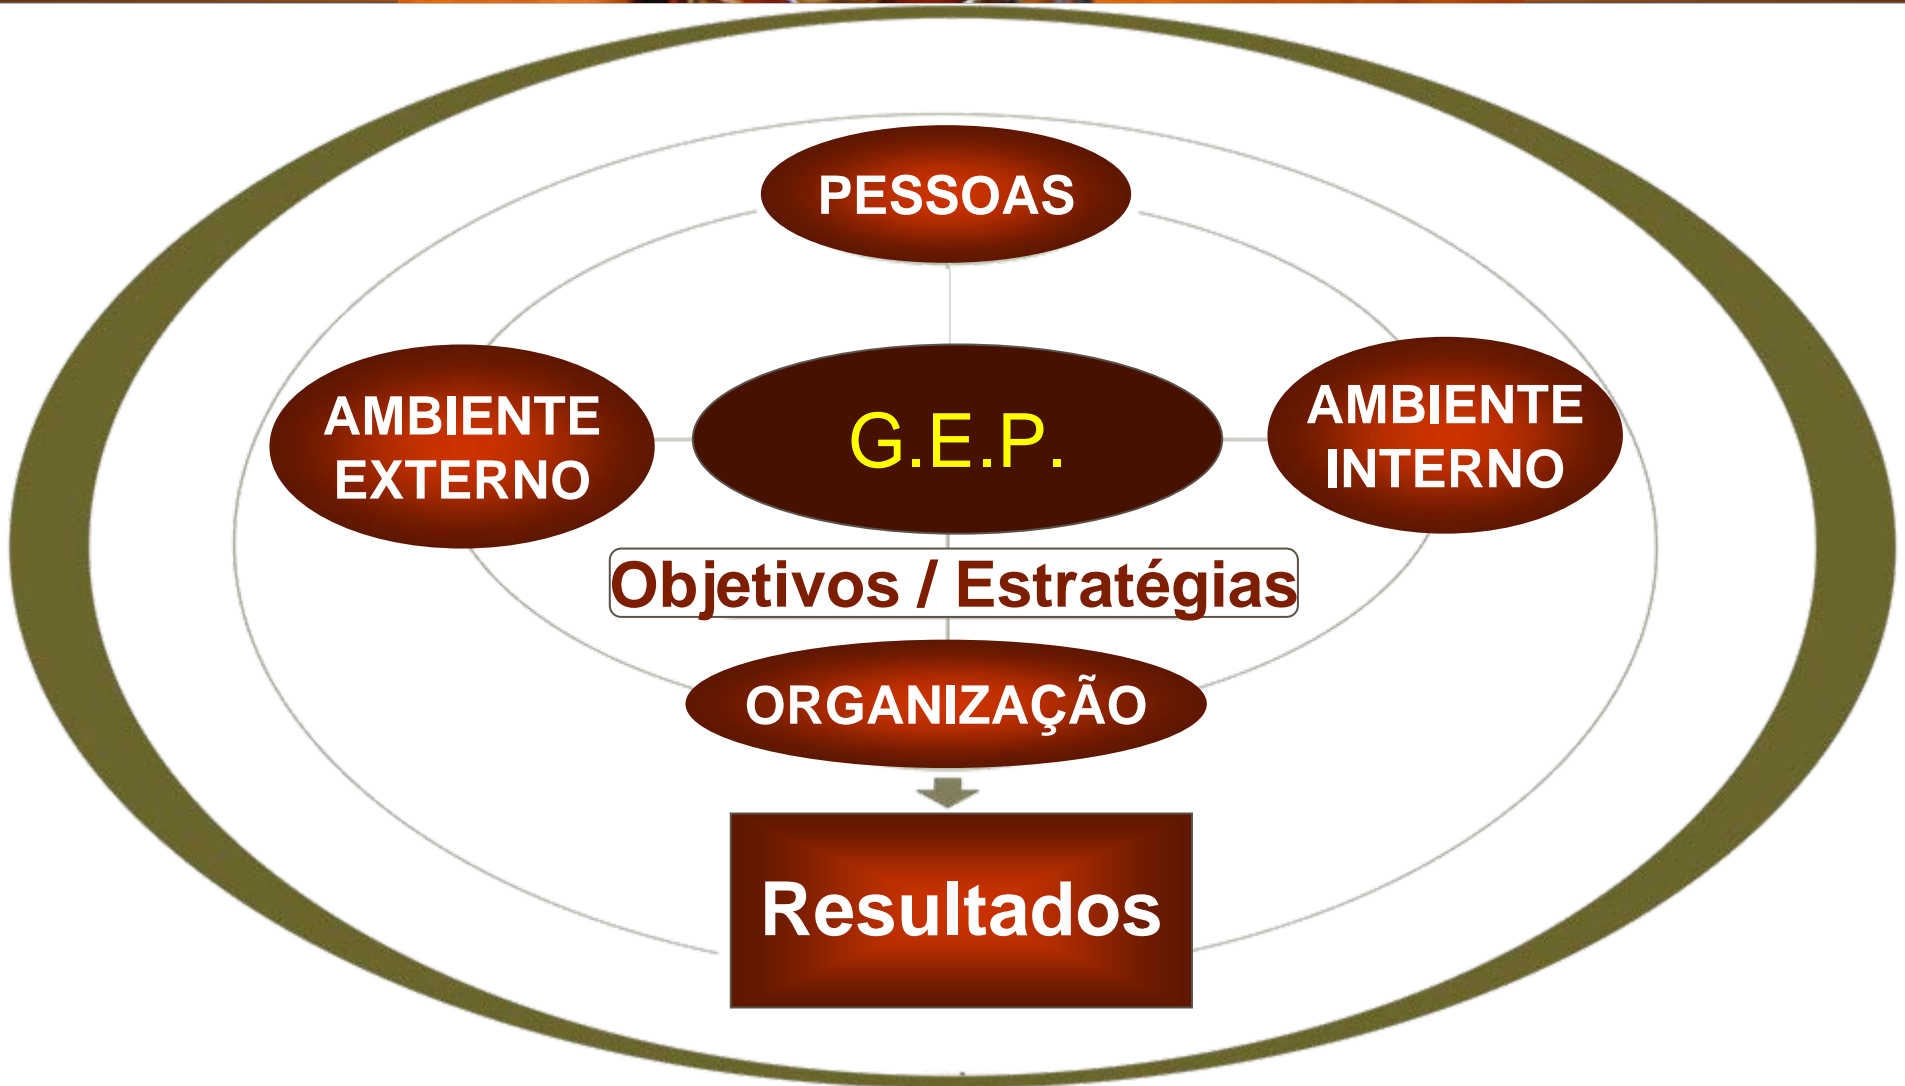 PESSOAS
AMBIENTE
EXTERNO
G.E.P.
AMBIENTE
INTERNO
Objetivos / Estratégias
ORGANIZAÇÃO
Resultados